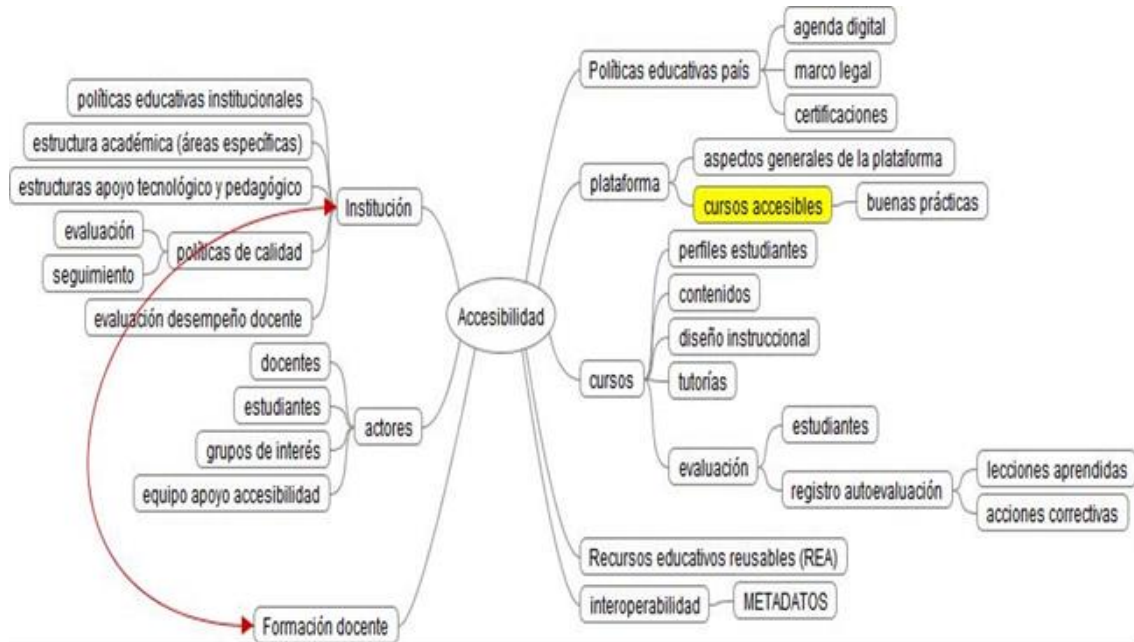 Accesibilidad
Políticas educativas país
agenda digital
marco legal
certificaciones
plataforma
aspectos generales de la plataforma
cursos accesibles
buenas prácticas
cursos
perfiles estudiantes
contenidos
diseño instruccional
tutorías
evaluación
estudiantes
registro autoevaluación
lecciones aprendidas
acciones correctivas
Recursos educativos reusables (REA)
interoperabilidad
METADATOS
Institución
políticas educativas institucionales
estructura académica (áreas específicas)
estructuras apoyo tecnológico y pedagógico
políticas de calidad
evaluación
seguimiento
evaluación desempeño docente
actores
docentes
estudiantes
grupos de interés
equipo apoyo accesibilidad
Formación docente